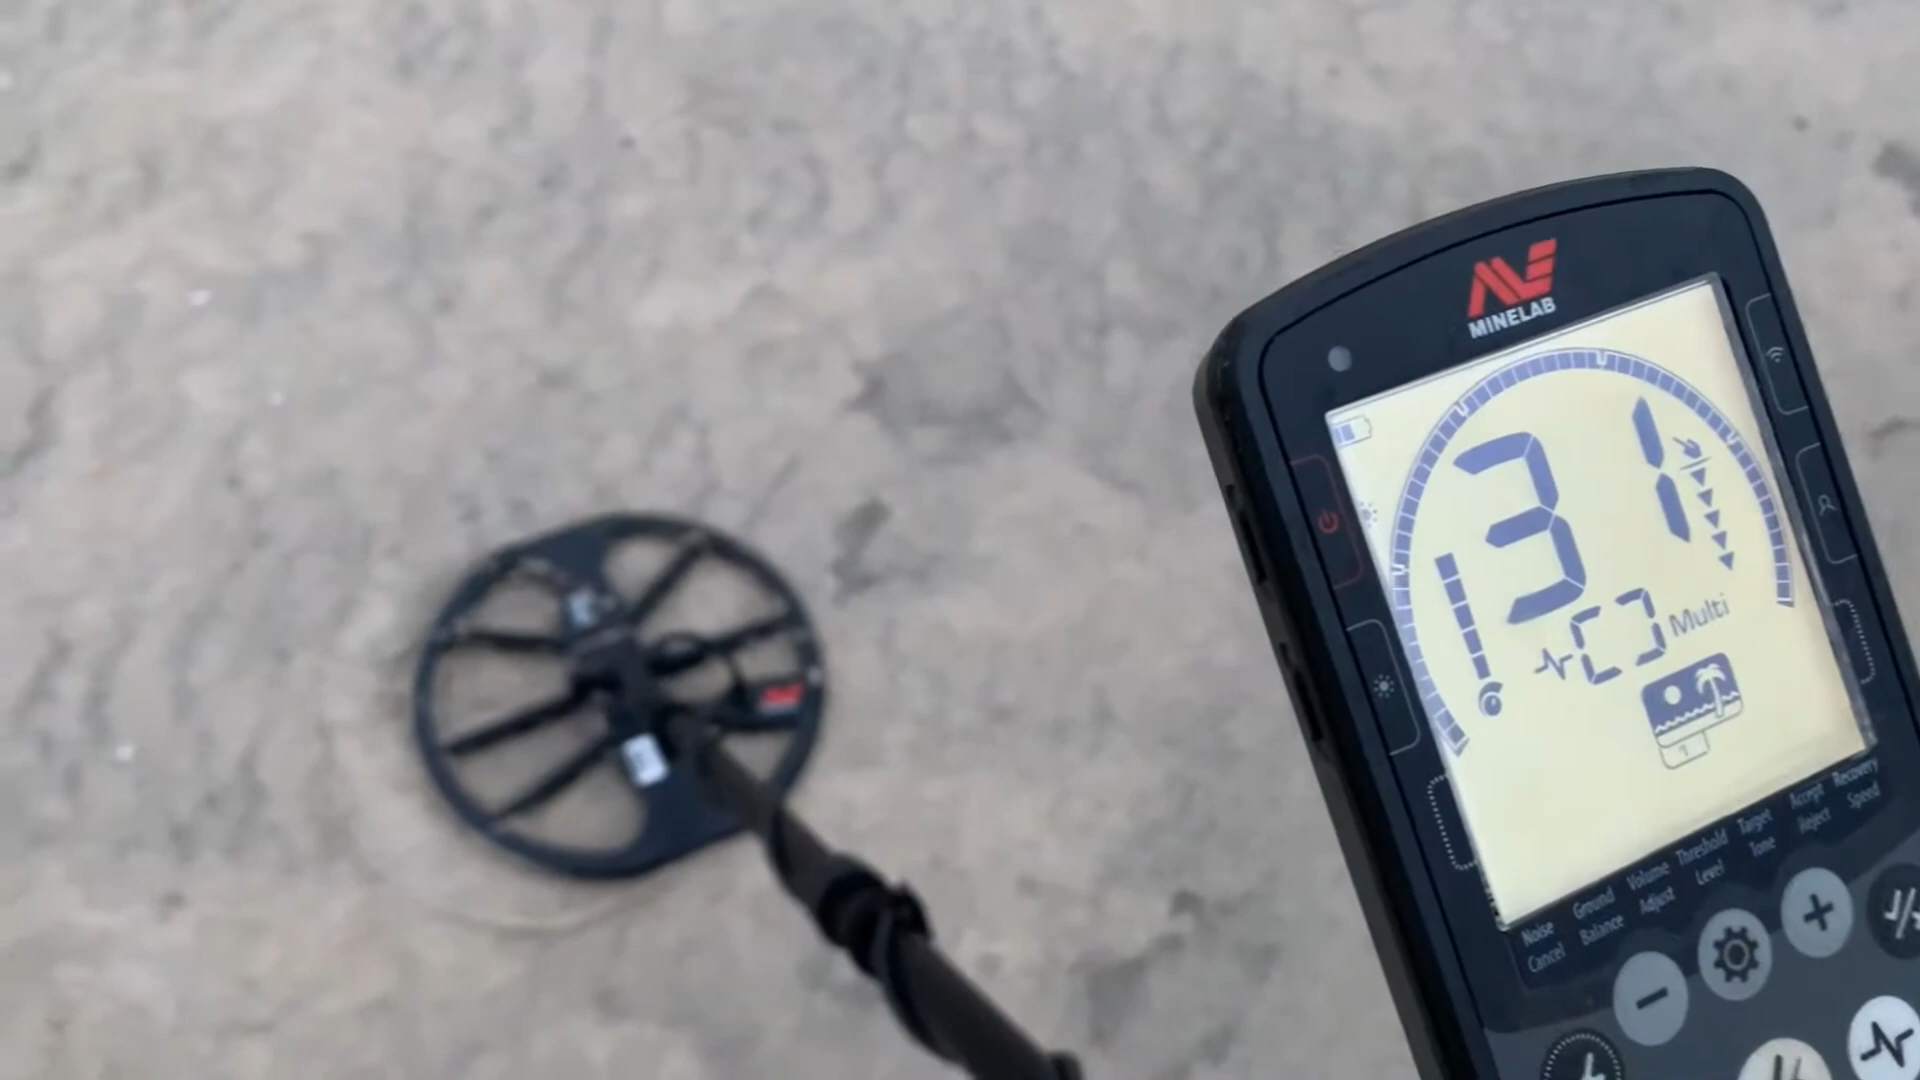 MINELAB
31
Multi
1
Noise
Cancel
Ground
Balance
Volume
Adjust
Threshold
Level
Target
Tone
Accept
Reject
Recovery
Speed